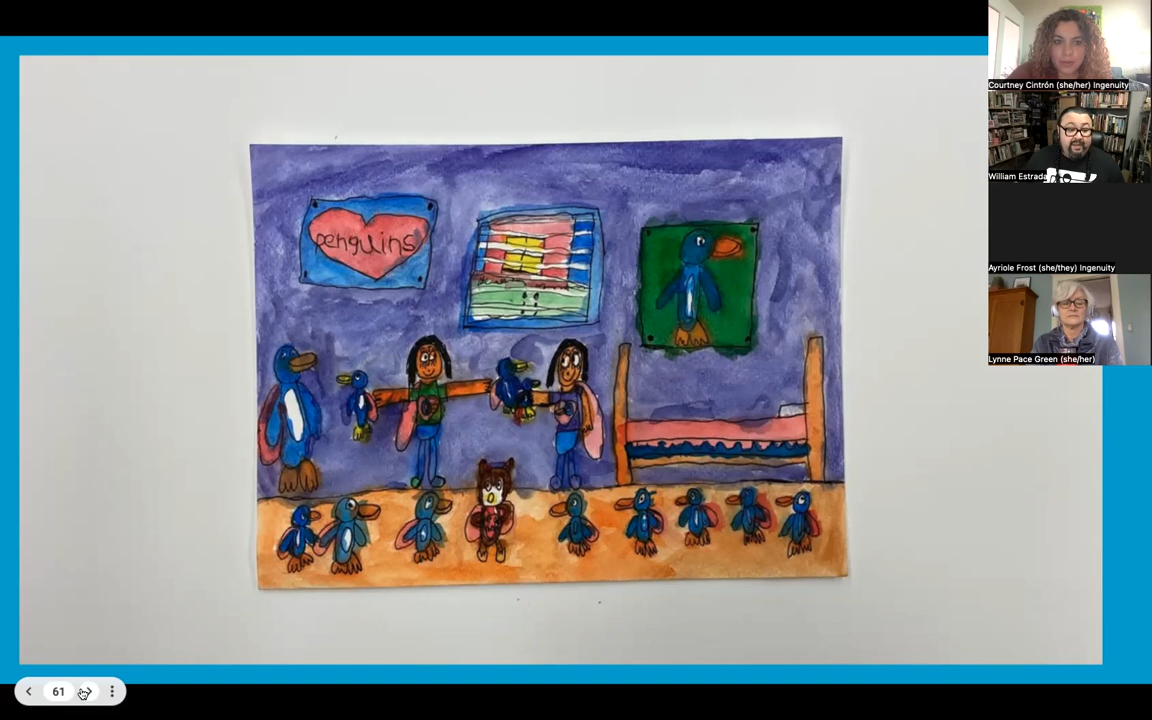 penguins
Courtney Cintrón (she/her) Ingenuity
William Estrada
Ayriole Frost (she/they) Ingenuity
Lynne Pace Green (she/her)
61